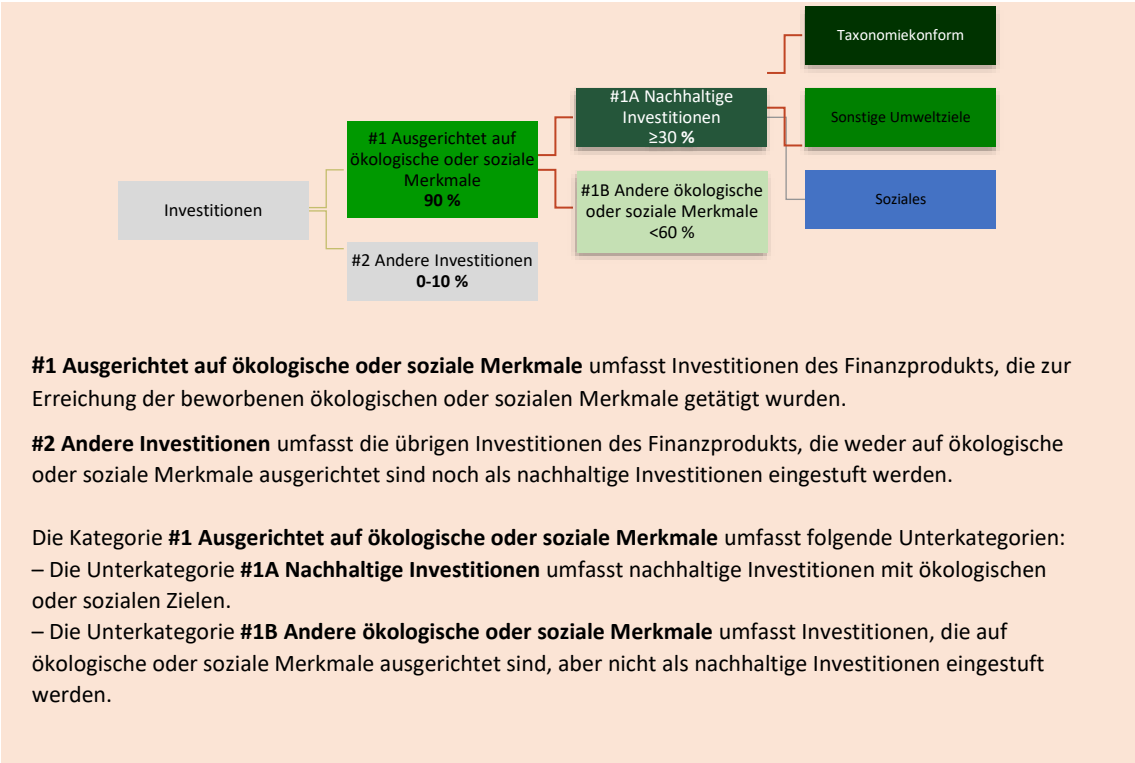 Taxonomiekonform
#1A Nachhaltige
Investitionen
≥30 %
Sonstige Umweltziele
#1 Ausgerichtet auf
ökologische oder soziale
Merkmale
90 %
#1B Andere ökologische
oder soziale Merkmale
<60 %
Soziales
Investitionen
#2 Andere Investitionen
0-10 %
#1 Ausgerichtet auf ökologische oder soziale Merkmale umfasst Investitionen des Finanzprodukts, die zur
Erreichung der beworbenen ökologischen oder sozialen Merkmale getätigt wurden.
#2 Andere Investitionen umfasst die übrigen Investitionen des Finanzprodukts, die weder auf ökologische
oder soziale Merkmale ausgerichtet sind noch als nachhaltige Investitionen eingestuft werden.
Die Kategorie #1 Ausgerichtet auf ökologische oder soziale Merkmale umfasst folgende Unterkategorien:
– Die Unterkategorie #1A Nachhaltige Investitionen umfasst nachhaltige Investitionen mit ökologischen
oder sozialen Zielen.
– Die Unterkategorie #1B Andere ökologische oder soziale Merkmale umfasst Investitionen, die auf
ökologische oder soziale Merkmale ausgerichtet sind, aber nicht als nachhaltige Investitionen eingestuft
werden.